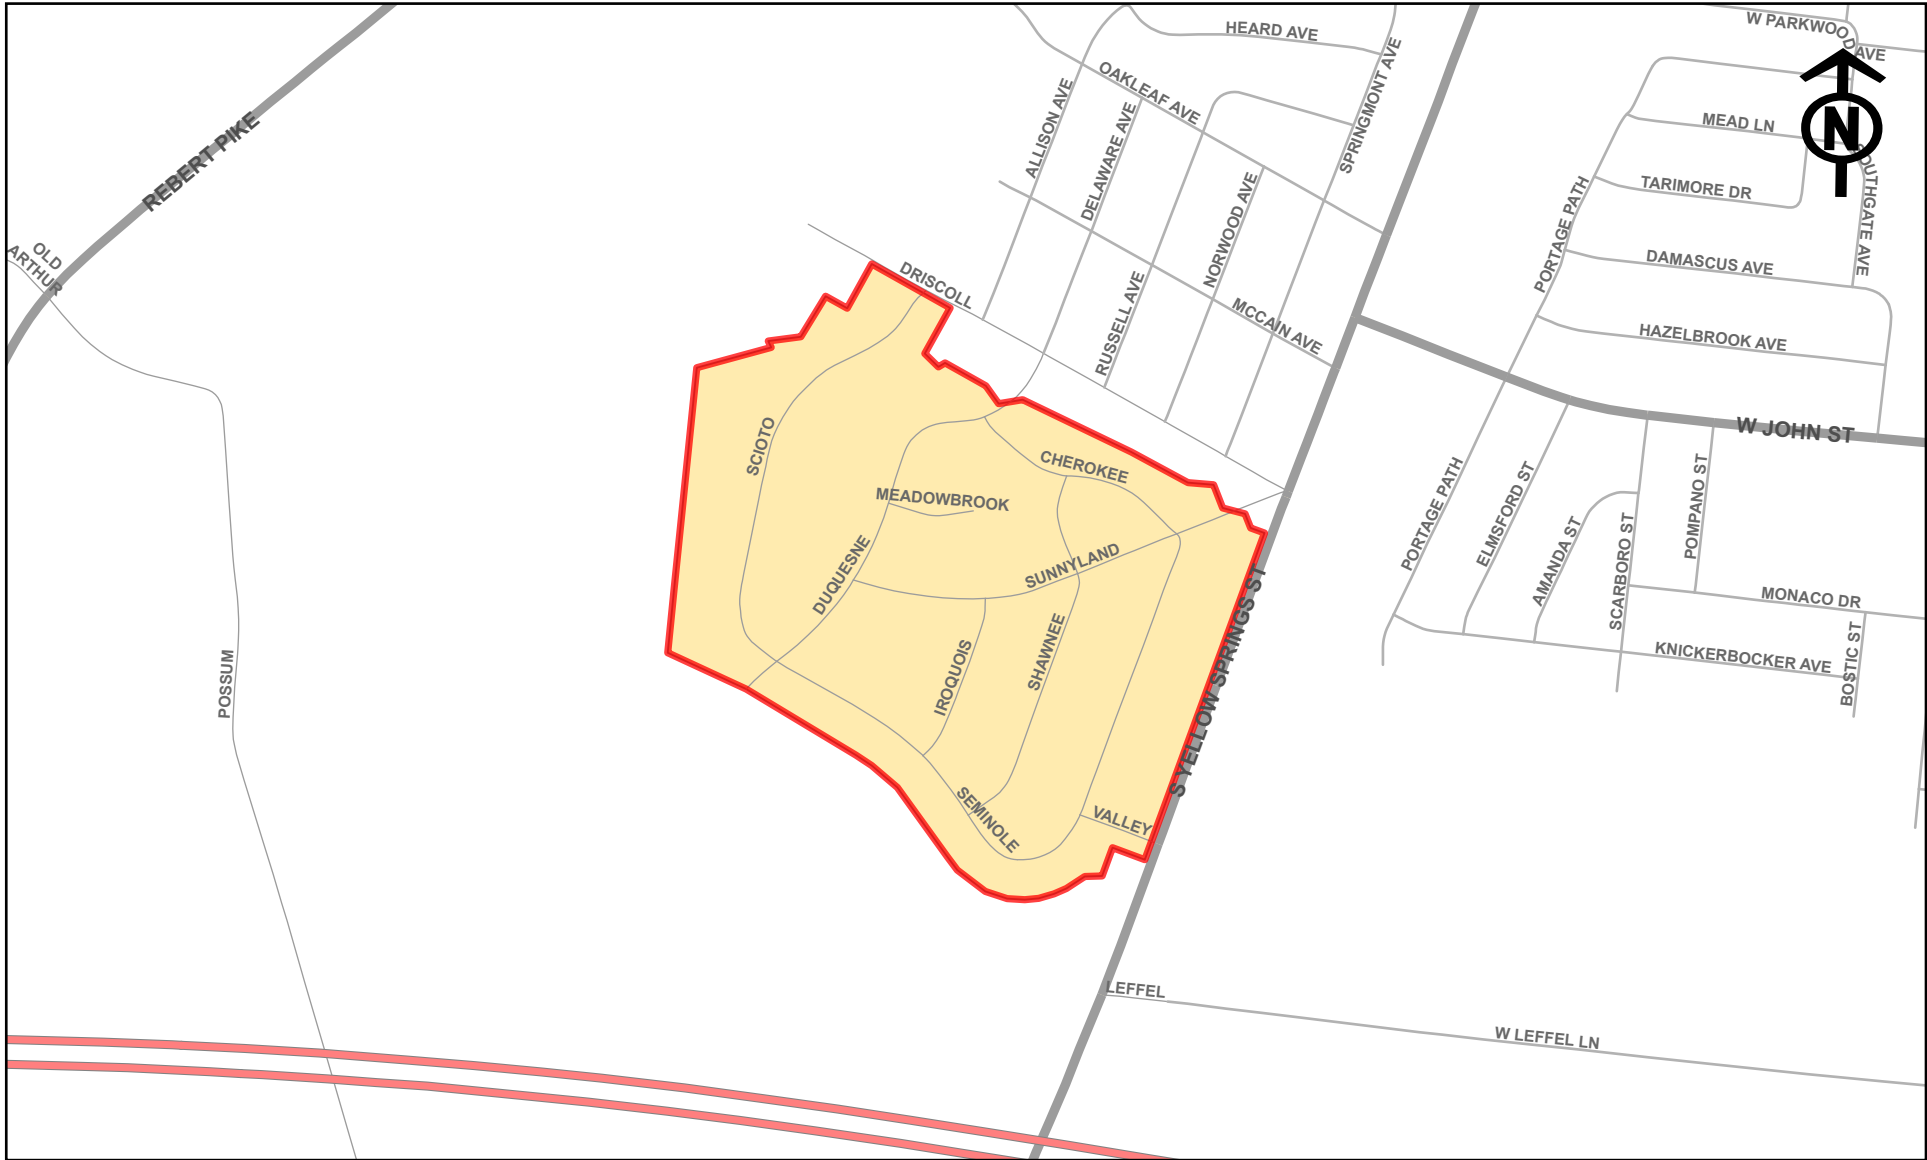 HEARD AVE
W PARKWOOD AVE
OAKLEAF AVE
SPRINGMONT AVE
ALLISON AVE
DELAWARE AVE
REBERT PIKE
MEAD LN
N
TARIMORE DR
SOUTHGATE AVE
PORTAGE PATH
NORWOOD AVE
OLD
ARTHUR
DRISCOLL
DAMASCUS AVE
RUSSELL AVE
MCCAIN AVE
HAZELBROOK AVE
W JOHN ST
SCIOTO
CHEROKEE
MEADOWBROOK
PORTAGE PATH
ELMSFORD ST
POMPANO ST
AMANDA ST
SCARBORO ST
DUQUESNE
SUNNYLAND
MONACO DR
S YELLOW SPRINGS ST
KNICKERBOCKER AVE
BOSTIC ST
POSSUM
IROQUOIS
SHAWNEE
SEMINOLE
VALLEY
LEFFEL
W LEFFEL LN